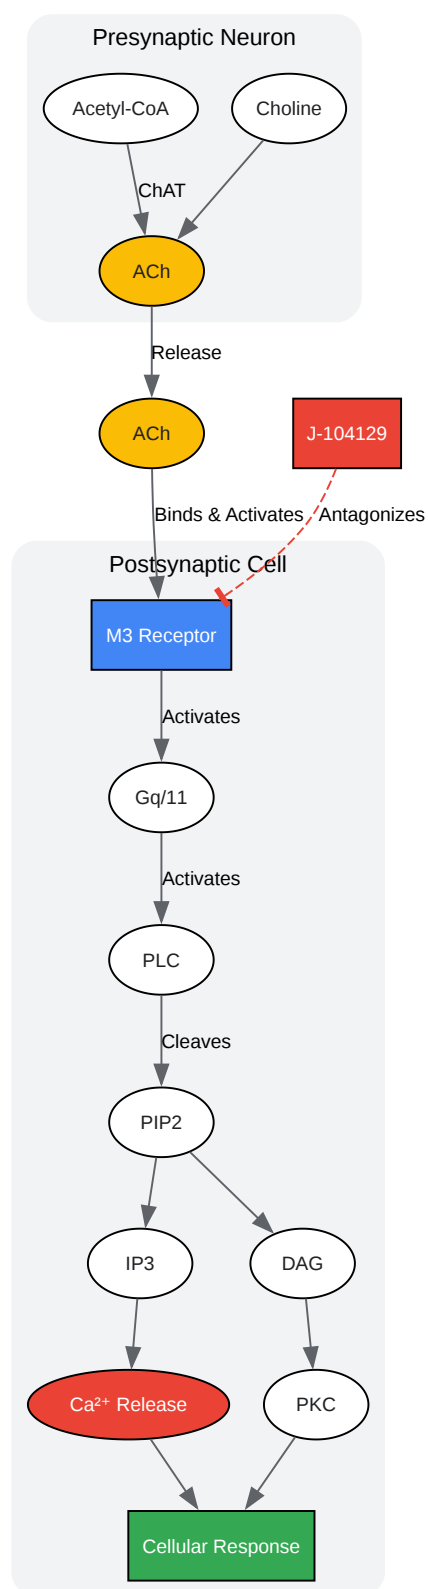 Presynaptic Neuron
Acetyl-CoA
Choline
ChAT
ACh
Release
ACh
J-104129
Binds & Activates
Antagonizes
Postsynaptic Cell
M3 Receptor
Activates
Gq/11
Activates
PLC
Cleaves
PIP2
IP3
DAG
Ca²⁺ Release
PKC
Cellular Response